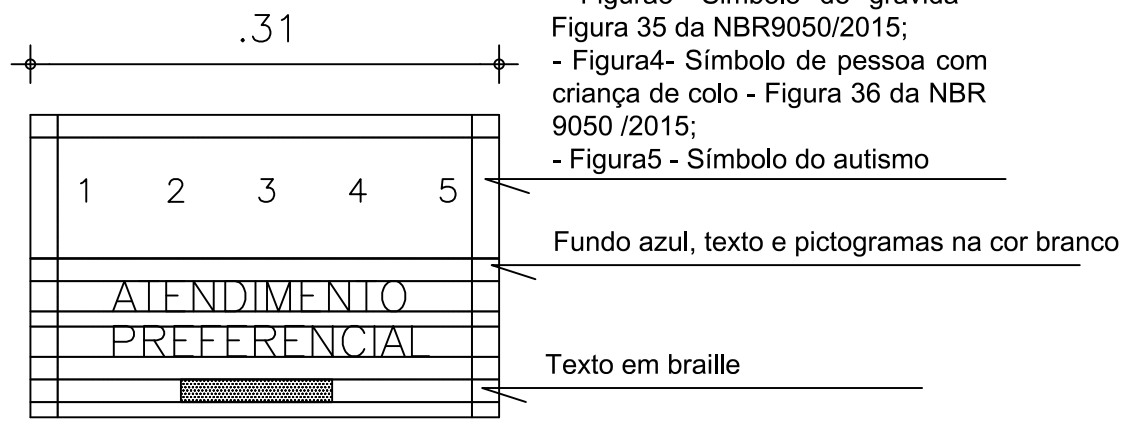 .31
Figura 35 da NBR9050/2015;
- Figura4- Símbolo de pessoa com
criança de colo - Figura 36 da NBR
9050 /2015;
- Figura5 - Símbolo do autismo
1 2 3 4 5
Fundo azul, texto e pictogramas na cor branco
ATENDIMENTO
PREFERENCIAL
Texto em braille